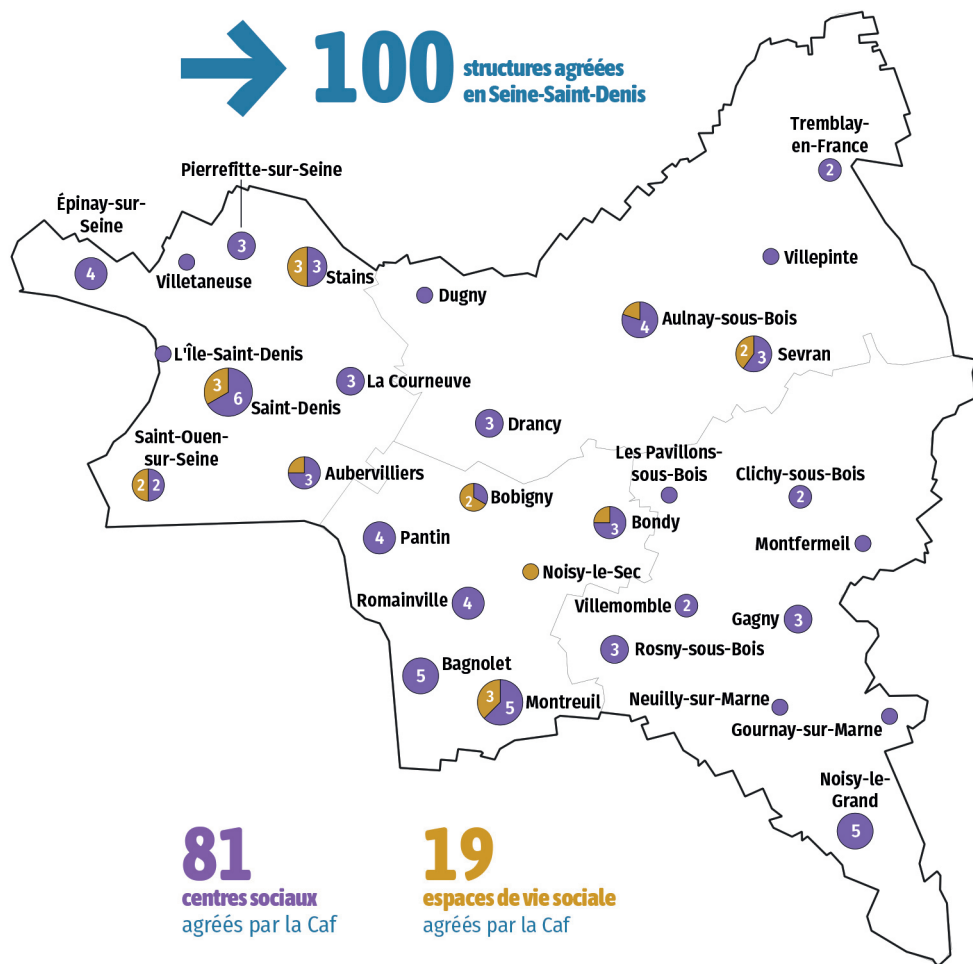 100
structures agréées
en Seine-Saint-Denis
Tremblay-
en-France
2
Pierrefitte-sur-Seine
3
Épinay-sur-
Seine
4
Villetaneuse
3 3
Stains
Villepinte
Dugny
4
Aulnay-sous-Bois
2 3
Sevran
L'Île-Saint-Denis
3 6
Saint-Denis
3
La Courneuve
3
Drancy
Saint-Ouen-
sur-Seine
2 2
3
Aubervilliers
2
Bobigny
Les Pavillons-
sous-Bois
Clichy-sous-Bois
2
3
Bondy
4
Pantin
Montfermeil
Noisy-le-Sec
Romainville
4
Villemomble
2
Gagny
3
3
Rosny-sous-Bois
Bagnolet
5
3 5
Montreuil
Neuilly-sur-Marne
Gournay-sur-Marne
Noisy-le-
Grand
5
81
centres sociaux
agréés par la Caf
19
espaces de vie sociale
agréés par la Caf